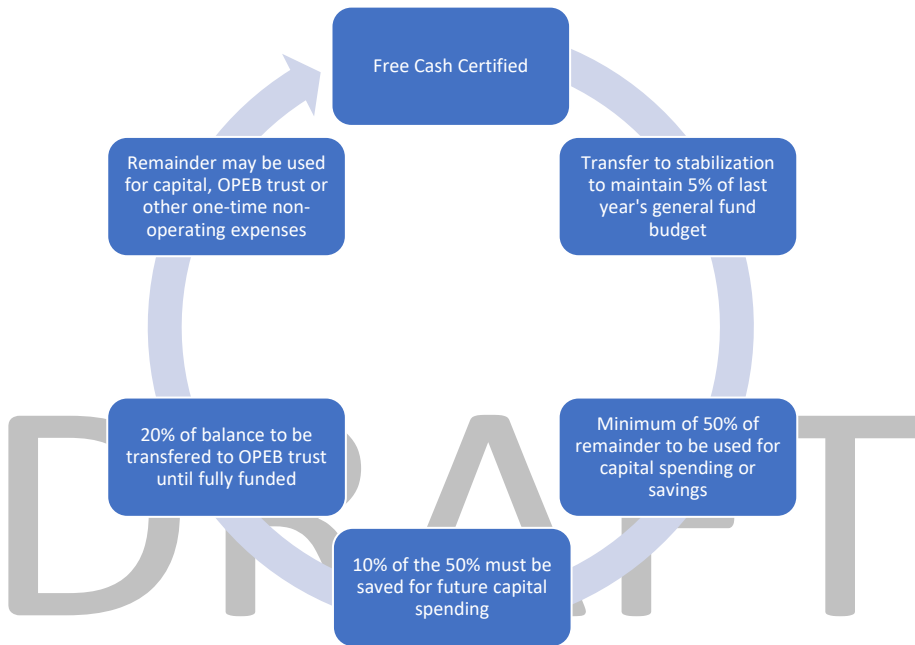 Free Cash Certified
Transfer to stabilization
to maintain 5% of last
year's general fund
budget
Minimum of 50% of
remainder to be used for
capital spending or
savings
10% of the 50% must be
saved for future capital
spending
20% of balance to be
transfered to OPEB trust
until fully funded
Remainder may be used
for capital, OPEB trust or
other one-time non-
operating expenses
DRAFT